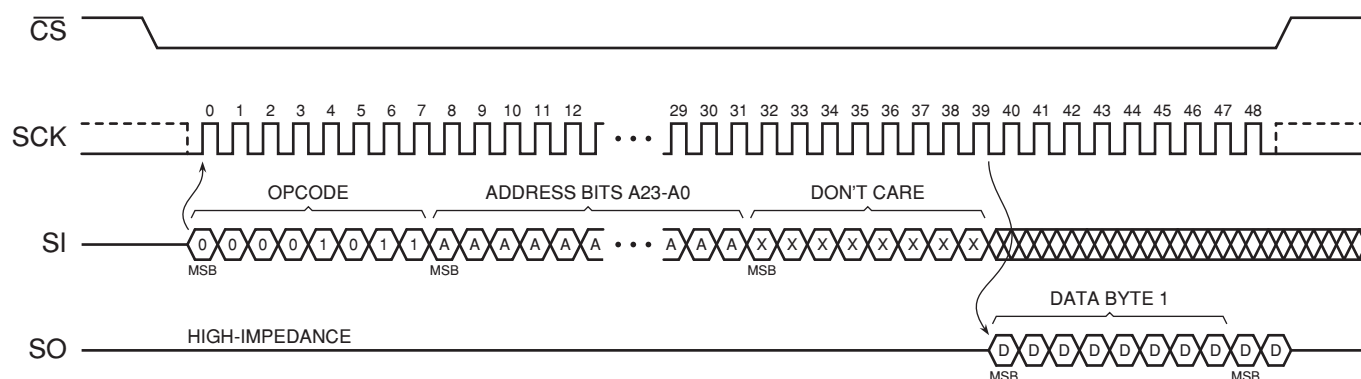 CS
0 1 2 3 4 5 6 7 8 9 10 11 12 29 30 31 32 33 34 35 36 37 38 39 40 41 42 43 44 45 46 47 48
SCK
OPCODE ADDRESS BITS A23-A0 DON'T CARE
SI 0 0 0 0 1 0 1 1 A A A A A A ••• A A A X X X X X X X X
MSB MSB MSB
DATA BYTE 1
SO HIGH-IMPEDANCE D D D D D D D D D D
MSB MSB